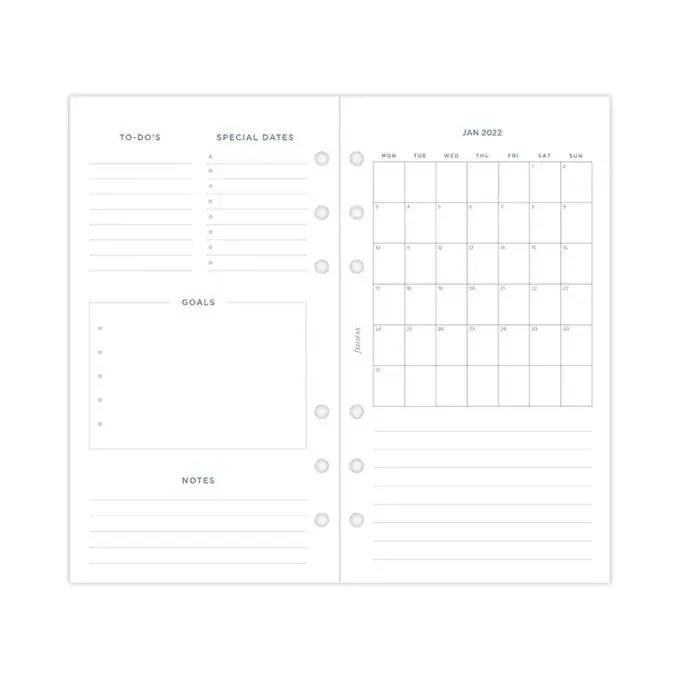 TO-DO'S
SPECIAL DATES
GOALS
NOTES
JAN 2022
MON TUE WED THU FRI SAT SUN
1 2
3 4 5 6 7 8 9
10 11 12 13 14 15 16
17 18 19 20 21 22 23
24 25 26 27 28 29 30
31
filofax